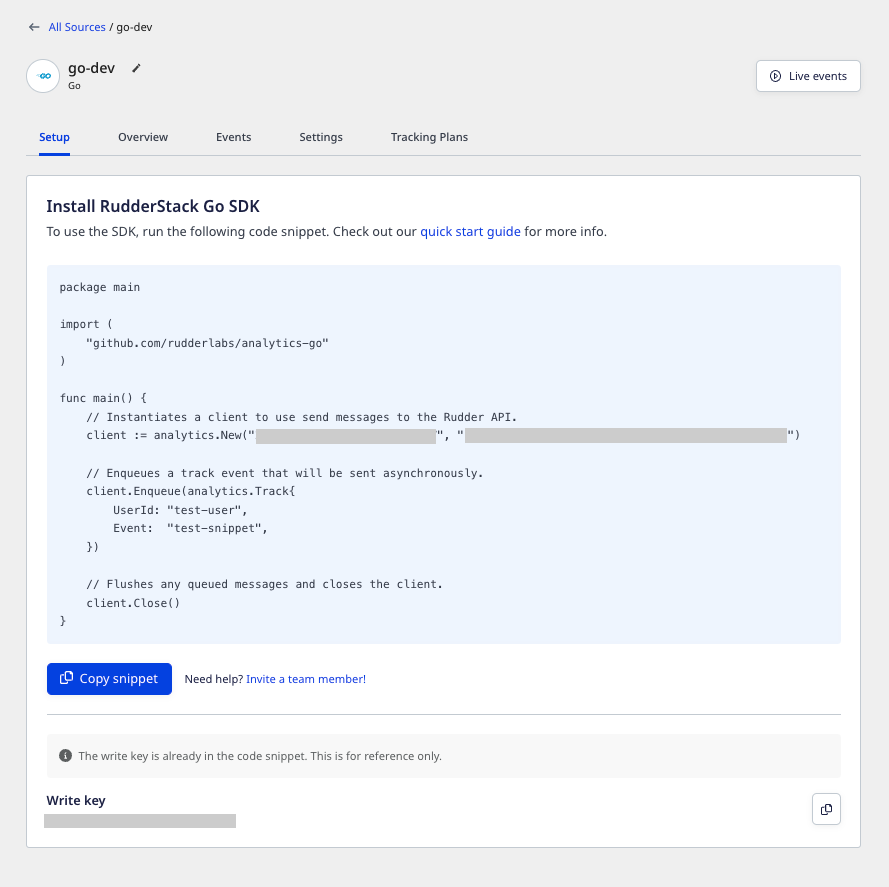 All Sources / go-dev
GO
go-dev
Go
Live events
Setup Overview Events Settings Tracking Plans
Install RudderStack Go SDK
To use the SDK, run the following code snippet. Check out our quick start guide for more info.
package main
import (
    "github.com/rudderlabs/analytics-go"
)
func main() {
    // Instantiates a client to use send messages to the Rudder API.
    client := analytics.New("", "")
    // Enqueues a track event that will be sent asynchronously.
    client.Enqueue(analytics.Track{
        UserId: "test-user",
        Event:  "test-snippet",
    })
    // Flushes any queued messages and closes the client.
    client.Close()
}
Copy snippet
Need help? Invite a team member!
The write key is already in the code snippet. This is for reference only.
Write key